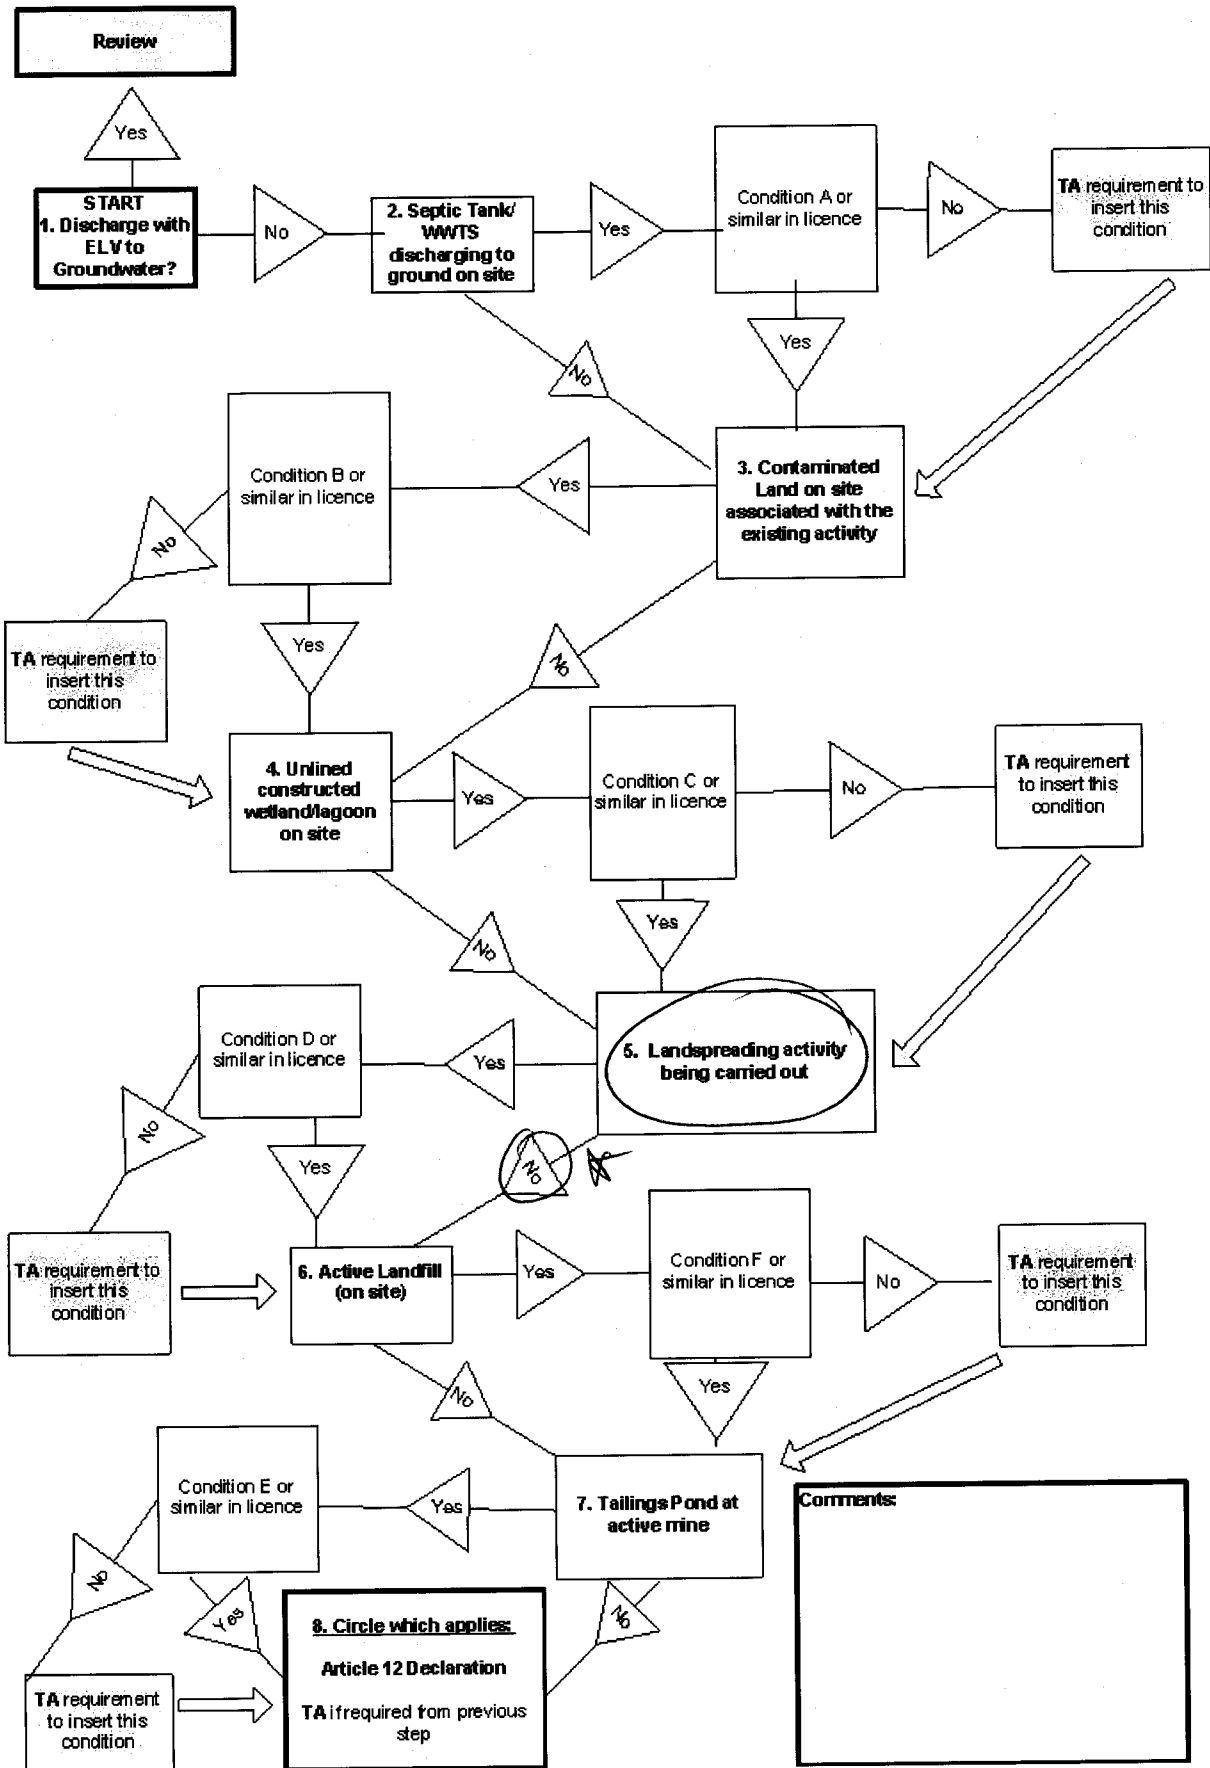 Review
Yes
START
1. Discharge with
ELV to
Groundwater?
No
2. Septic Tank/
WWTS
discharging to
ground on site
Yes
Condition A or
similar in licence
No
TA requirement to
insert this
condition
Yes
No
3. Contaminated
Land on site
associated with the
existing activity
Yes
Condition B or
similar in licence
No
TA requirement to
insert this
condition
Yes
No
4. Unlined
constructed
wetland/lagoon
on site
Yes
Condition C or
similar in licence
No
TA requirement
to insert this
condition
Yes
No
5. Landspreading activity
being carried out
Yes
Condition D or
similar in licence
No
TA requirement to
insert this
condition
Yes
No
6. Active Landfill
(on site)
Yes
Condition F or
similar in licence
No
TA requirement
to insert this
condition
Yes
No
7. Tailings Pond at
active mine
Yes
Condition E or
similar in licence
No
TA requirement
to insert this
condition
Yes
No
8. Circle which applies:
Article 12 Declaration
TA if required from previous
step
Comments: